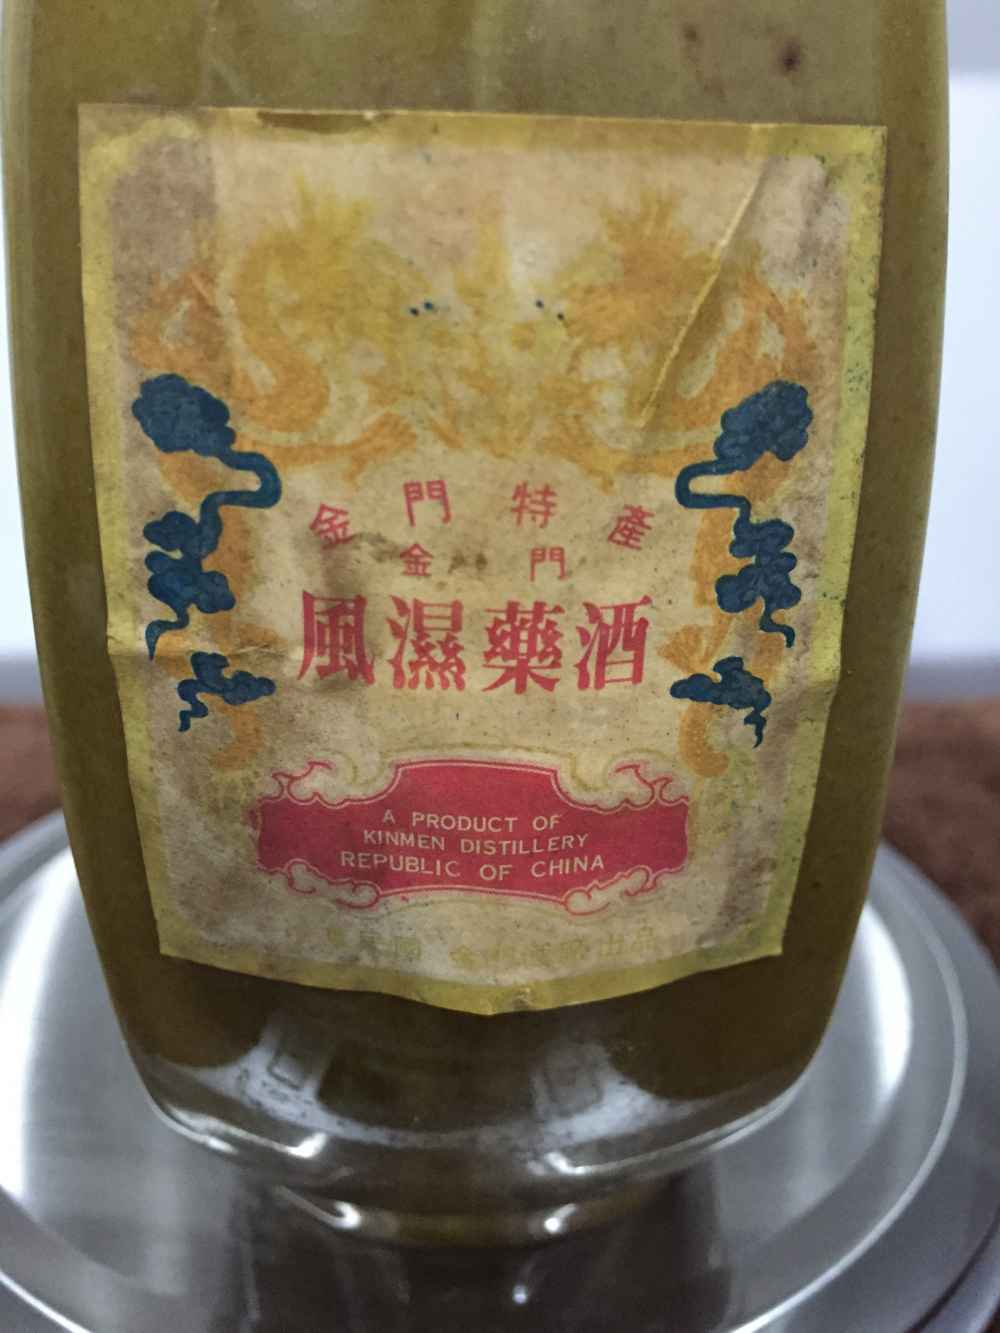 金門特產
金門
風濕藥酒
A PRODUCT OF
KINMEN DISTILLERY
REPUBLIC OF CHINA